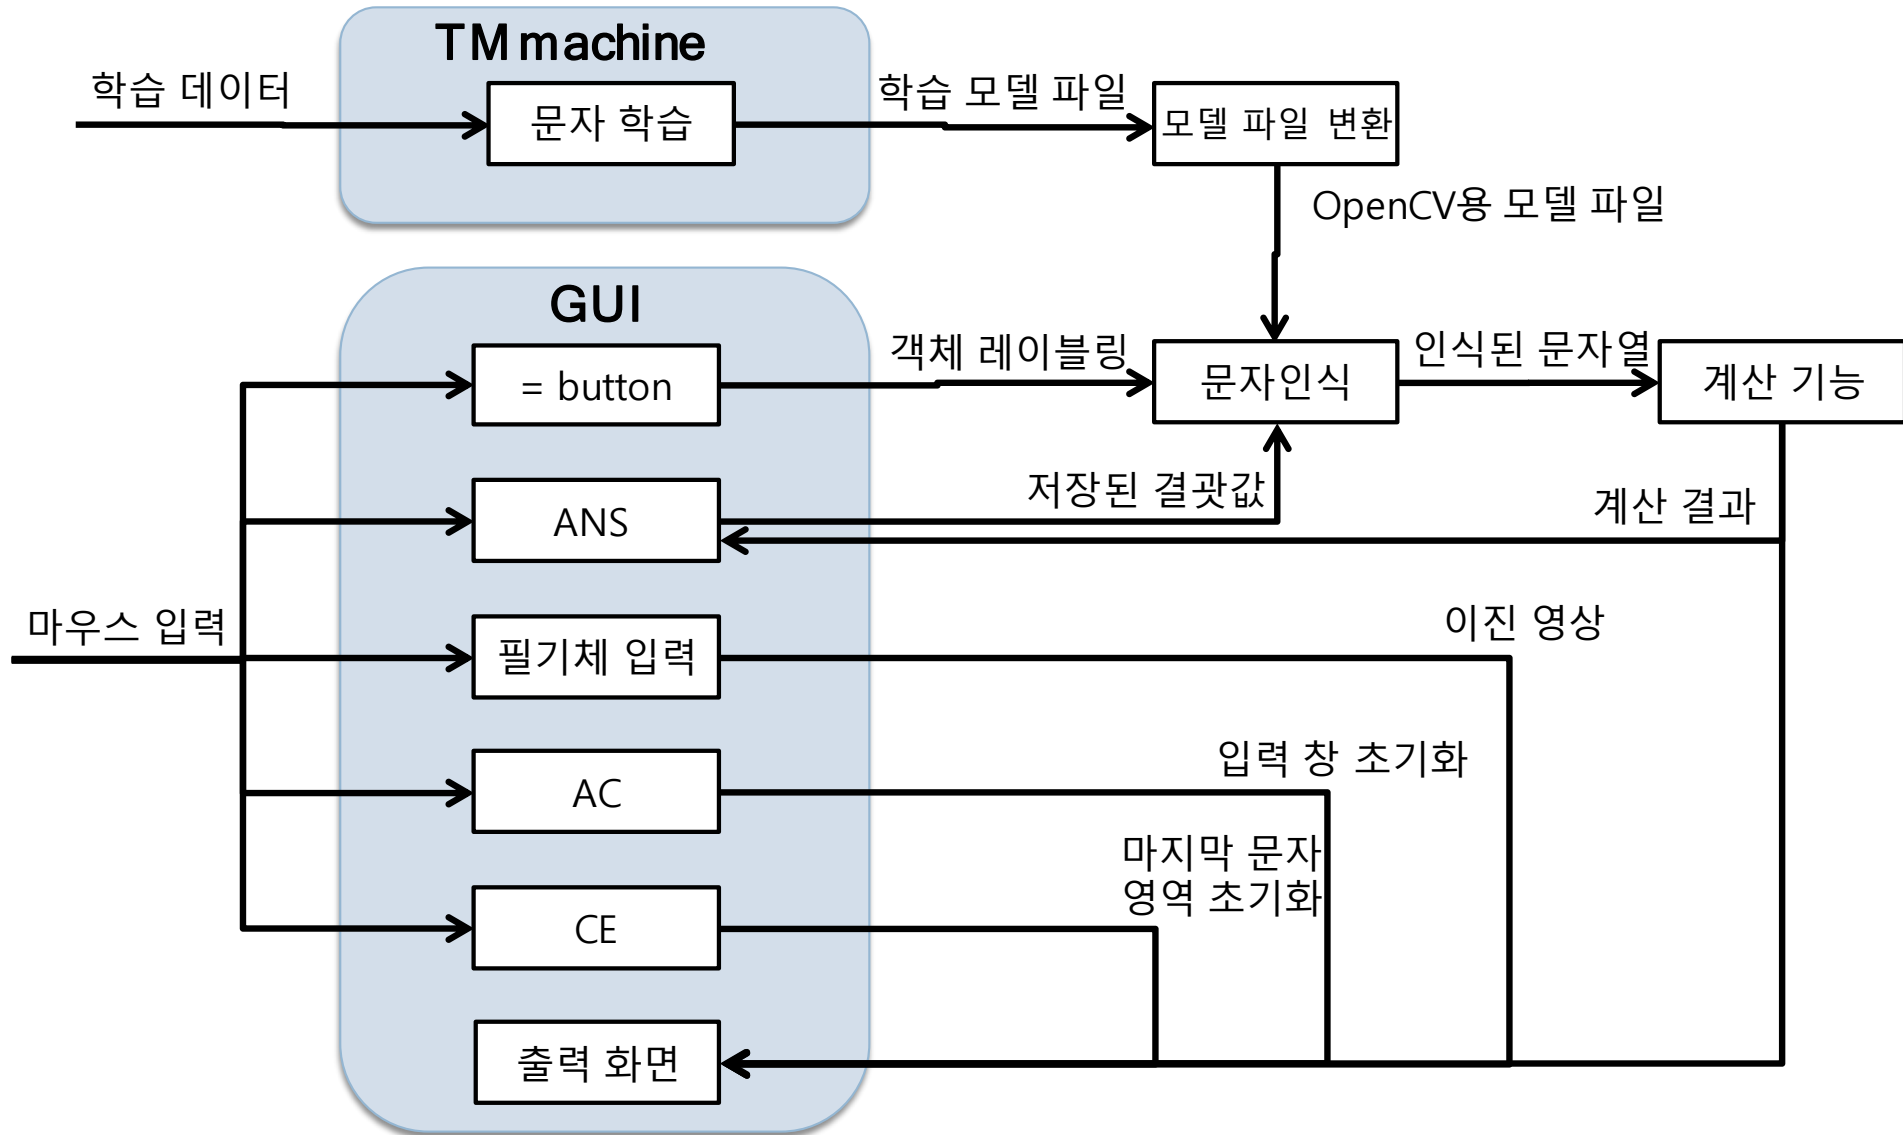 TM machine
학습 데이터
문자 학습
학습 모델 파일
모델 파일 변환
OpenCV용 모델 파일
GUI
= button
객체 레이블링
문자인식
인식된 문자열
계산 기능
ANS
저장된 결괏값
계산 결과
마우스 입력
필기체 입력
이진 영상
AC
입력 창 초기화
마지막 문자
영역 초기화
CE
출력 화면